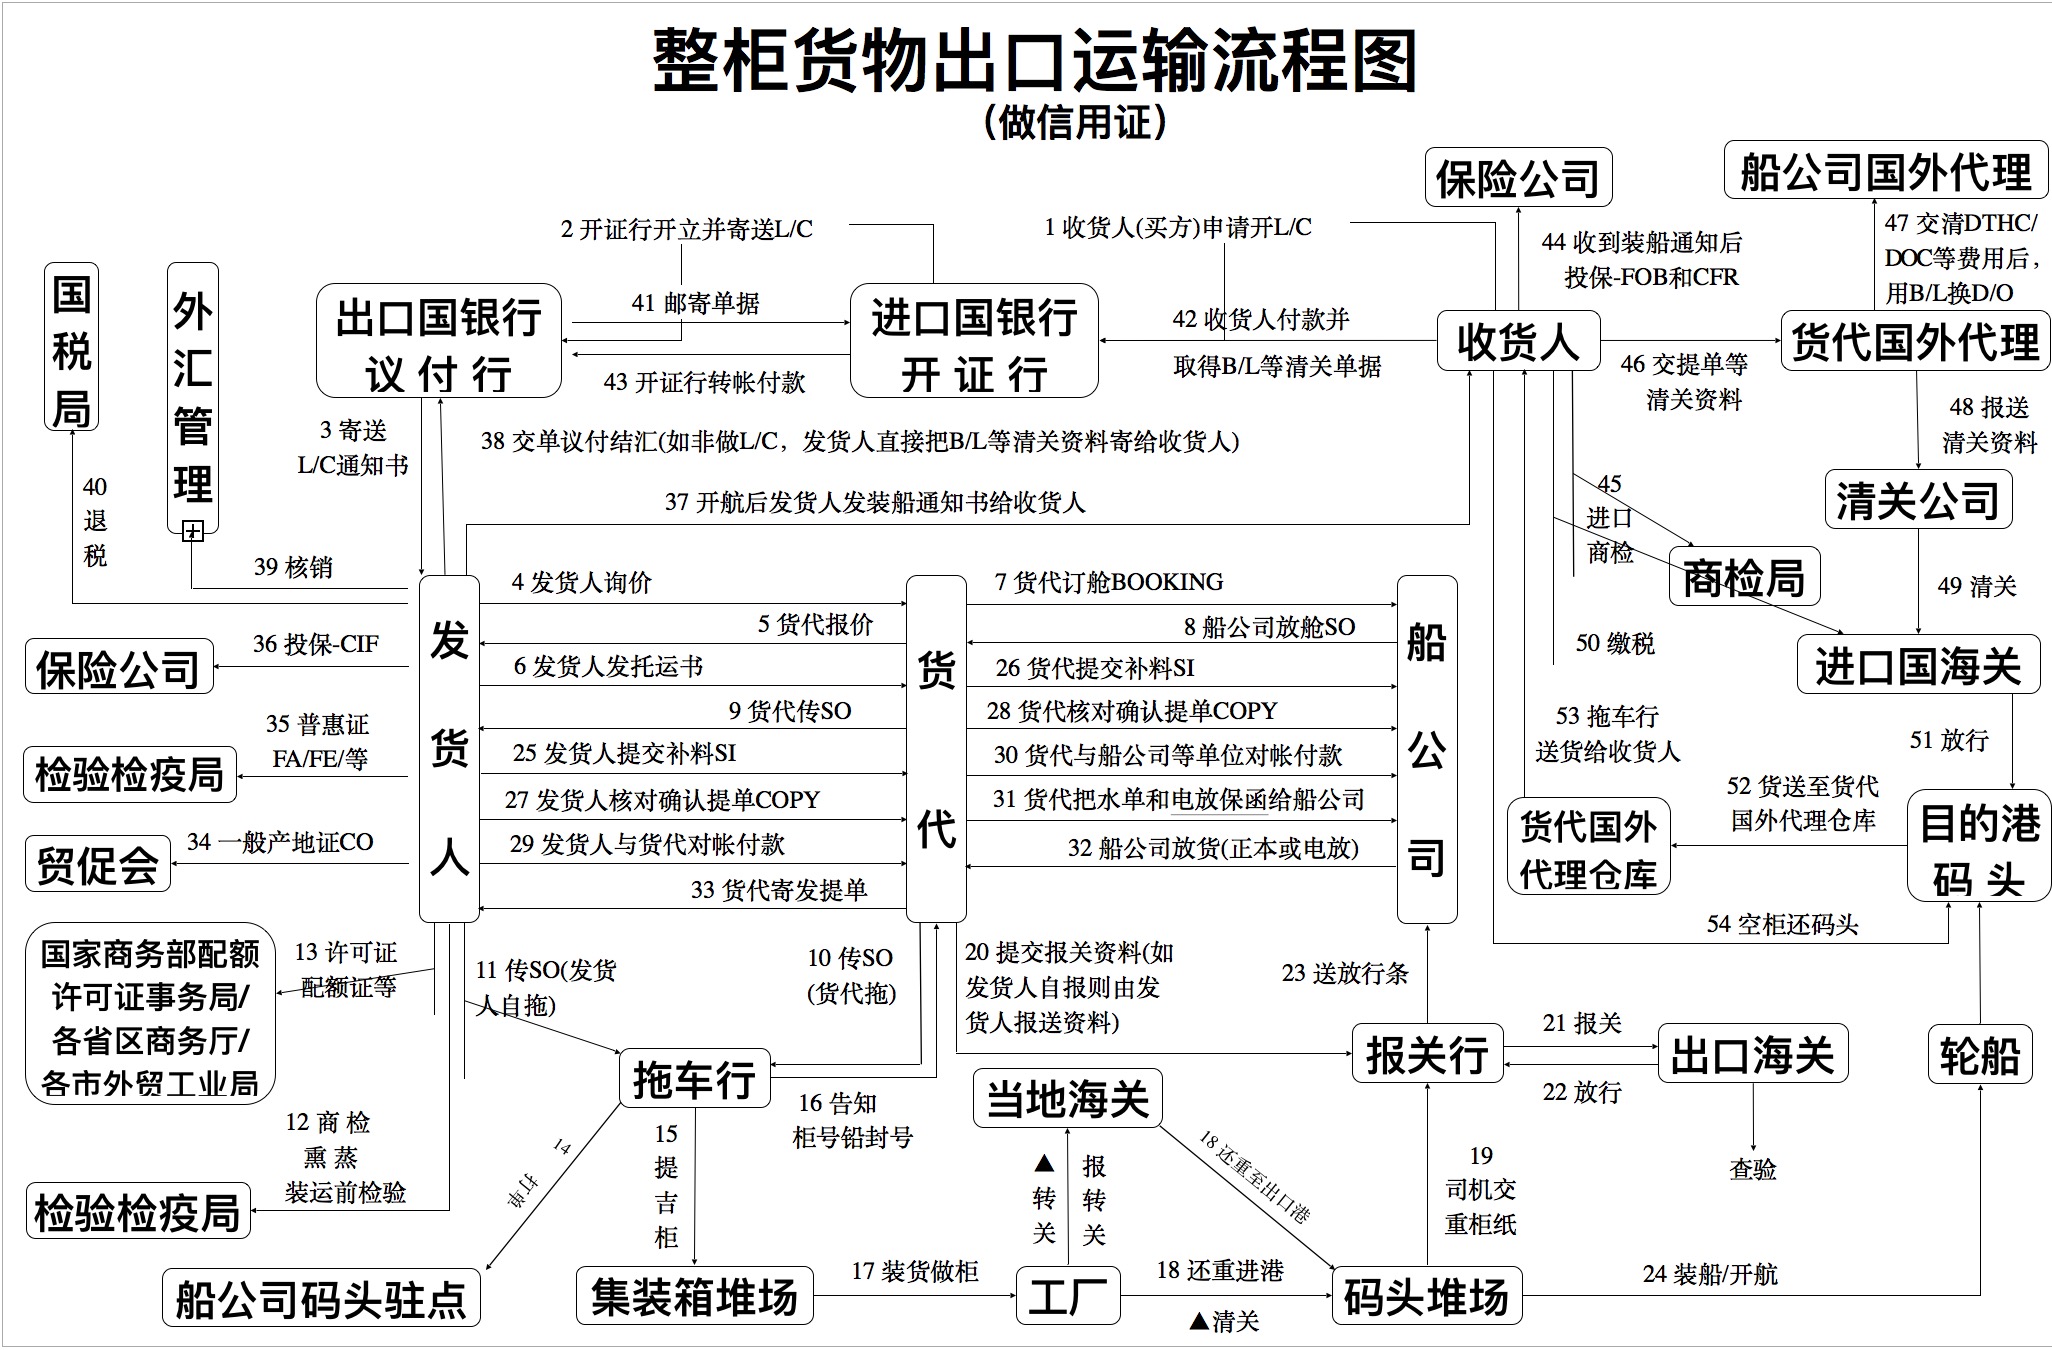 整柜货物出口运输流程图
(做信用证)
保险公司
船公司国外代理
2 开证行开立并寄送L/C
1 收货人(买方)申请开L/C
44 收到装船通知后
投保-FOB和CFR
47 交清DTHC/
DOC等费用后，
用B/L换D/O
国税局
外汇管理
出口国银行
议 付 行
41 邮寄单据
43 开证行转帐付款
进口国银行
开 证 行
42 收货人付款并
取得B/L等清关单据
收货人
46 交提单等
清关资料
货代国外代理
3 寄送
L/C通知书
38 交单议付结汇(如非做L/C，发货人直接把B/L等清关资料寄给收货人)
48 报送
清关资料
37 开航后发货人发装船通知书给收货人
40
退
税
45
进口
商检
清关公司
39 核销
商检局
49 清关
发货人
4 发货人询价
5 货代报价
6 发货人发托运书
9 货代传SO
25 发货人提交补料SI
27 发货人核对确认提单COPY
29 发货人与货代对帐付款
33 货代寄发提单
货代
7 货代订舱BOOKING
8 船公司放舱SO
26 货代提交补料SI
28 货代核对确认提单COPY
30 货代与船公司等单位对帐付款
31 货代把水单和电放保函给船公司
32 船公司放货(正本或电放)
船公司
36 投保-CIF
保险公司
35 普惠证
FA/FE/等
检验检疫局
34 一般产地证CO
贸促会
50 缴税
进口国海关
53 拖车行
送货给收货人
51 放行
52 货送至货代
国外代理仓库
货代国外
代理仓库
目的港
码 头
54 空柜还码头
国家商务部配额
许可证事务局/
各省区商务厅/
各市外贸工业局
13 许可证
配额证等
11 传SO(发货
人自拖)
10 传SO
(货代拖)
20 提交报关资料(如
发货人自报则由发
货人报送资料)
23 送放行条
拖车行
16 告知
柜号铅封号
当地海关
报关行
21 报关
22 放行
出口海关
轮船
查验
12 商 检
熏 蒸
装运前检验
检验检疫局
14
打单
15
提
吉
柜
▲
转
关
报
转
关
18 还重至出口港
19
司机交
重柜纸
船公司码头驻点
集装箱堆场
17 装货做柜
工厂
18 还重进港
▲清关
码头堆场
24 装船/开航